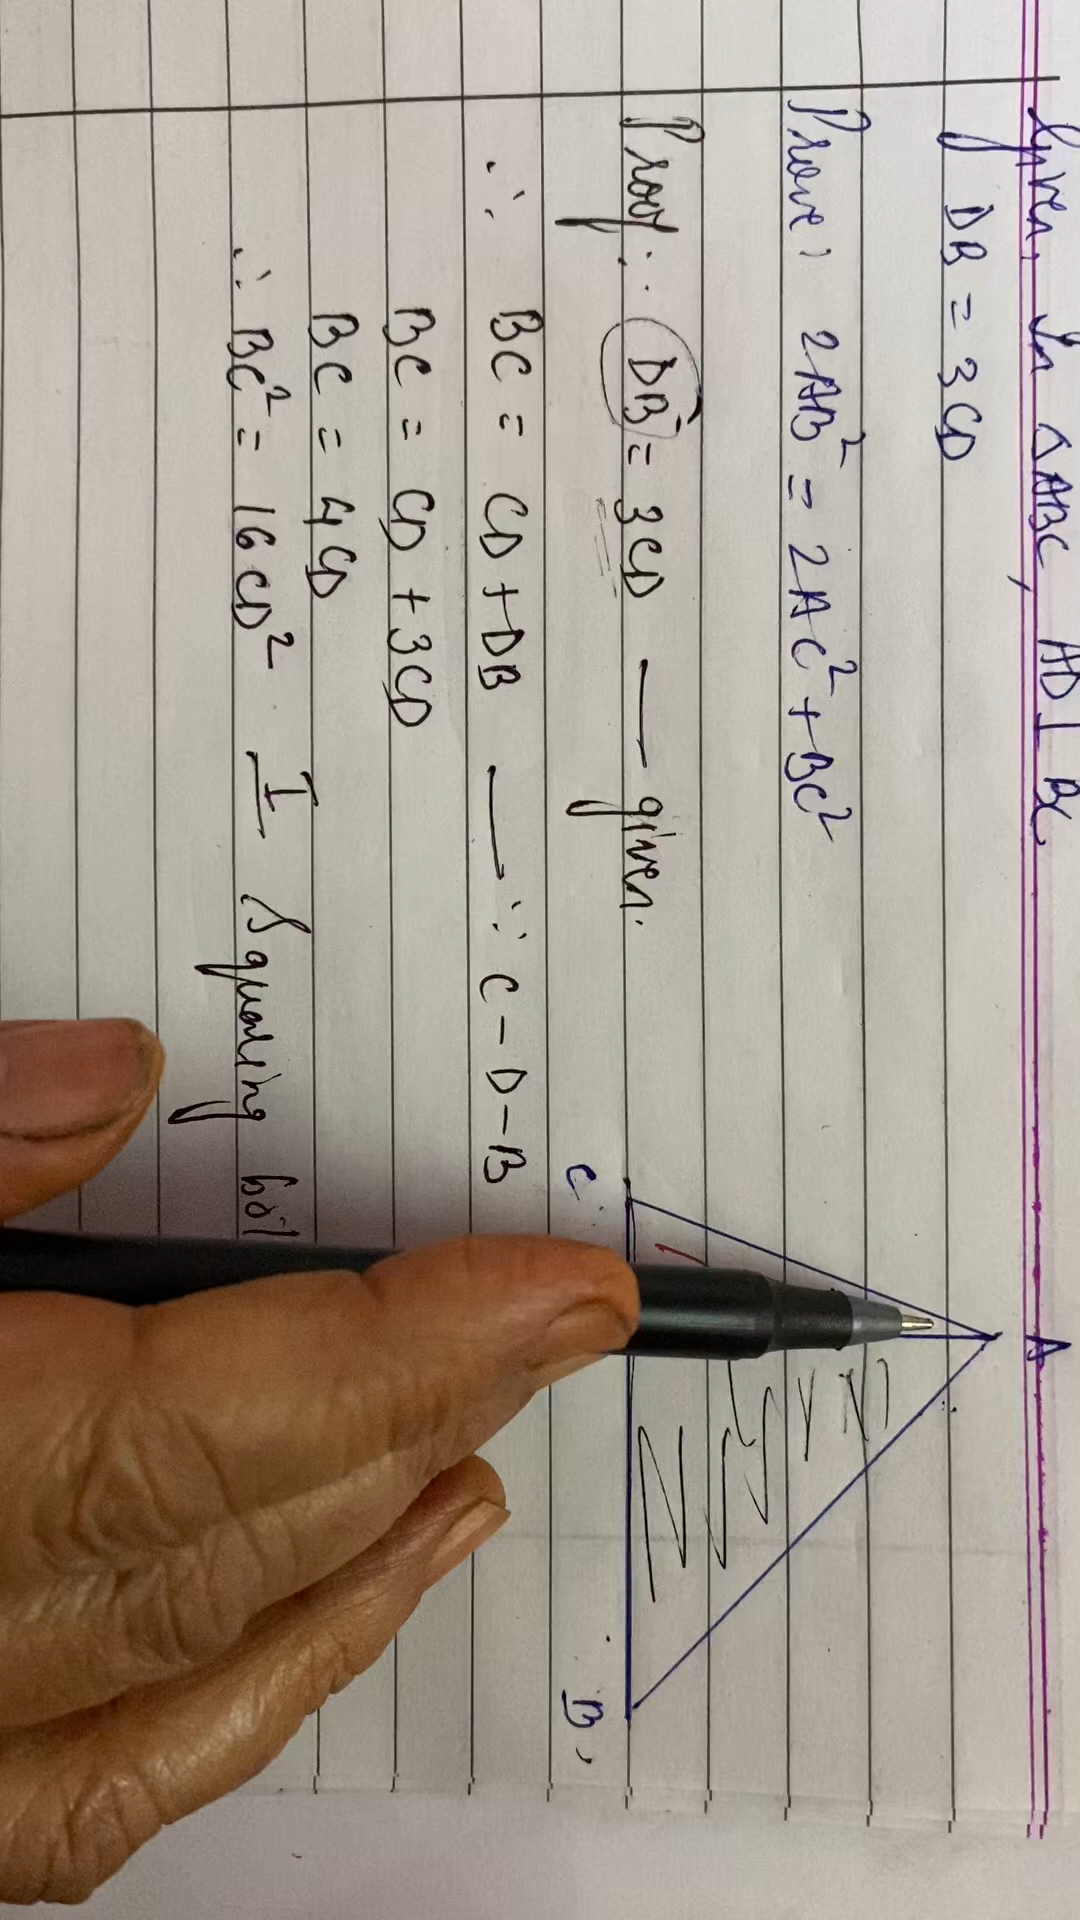 Given, In △ABC, AD ⊥ BC
DB = 3CD
Prove: 2AB² = 2AC² + BC²
Proof: DB = 3CD — given.
∴ BC = CD + DB — ∵ C - D - B
BC = CD + 3CD
BC = 4CD
∴ BC² = 16CD² I Squaring bot
A
C
B